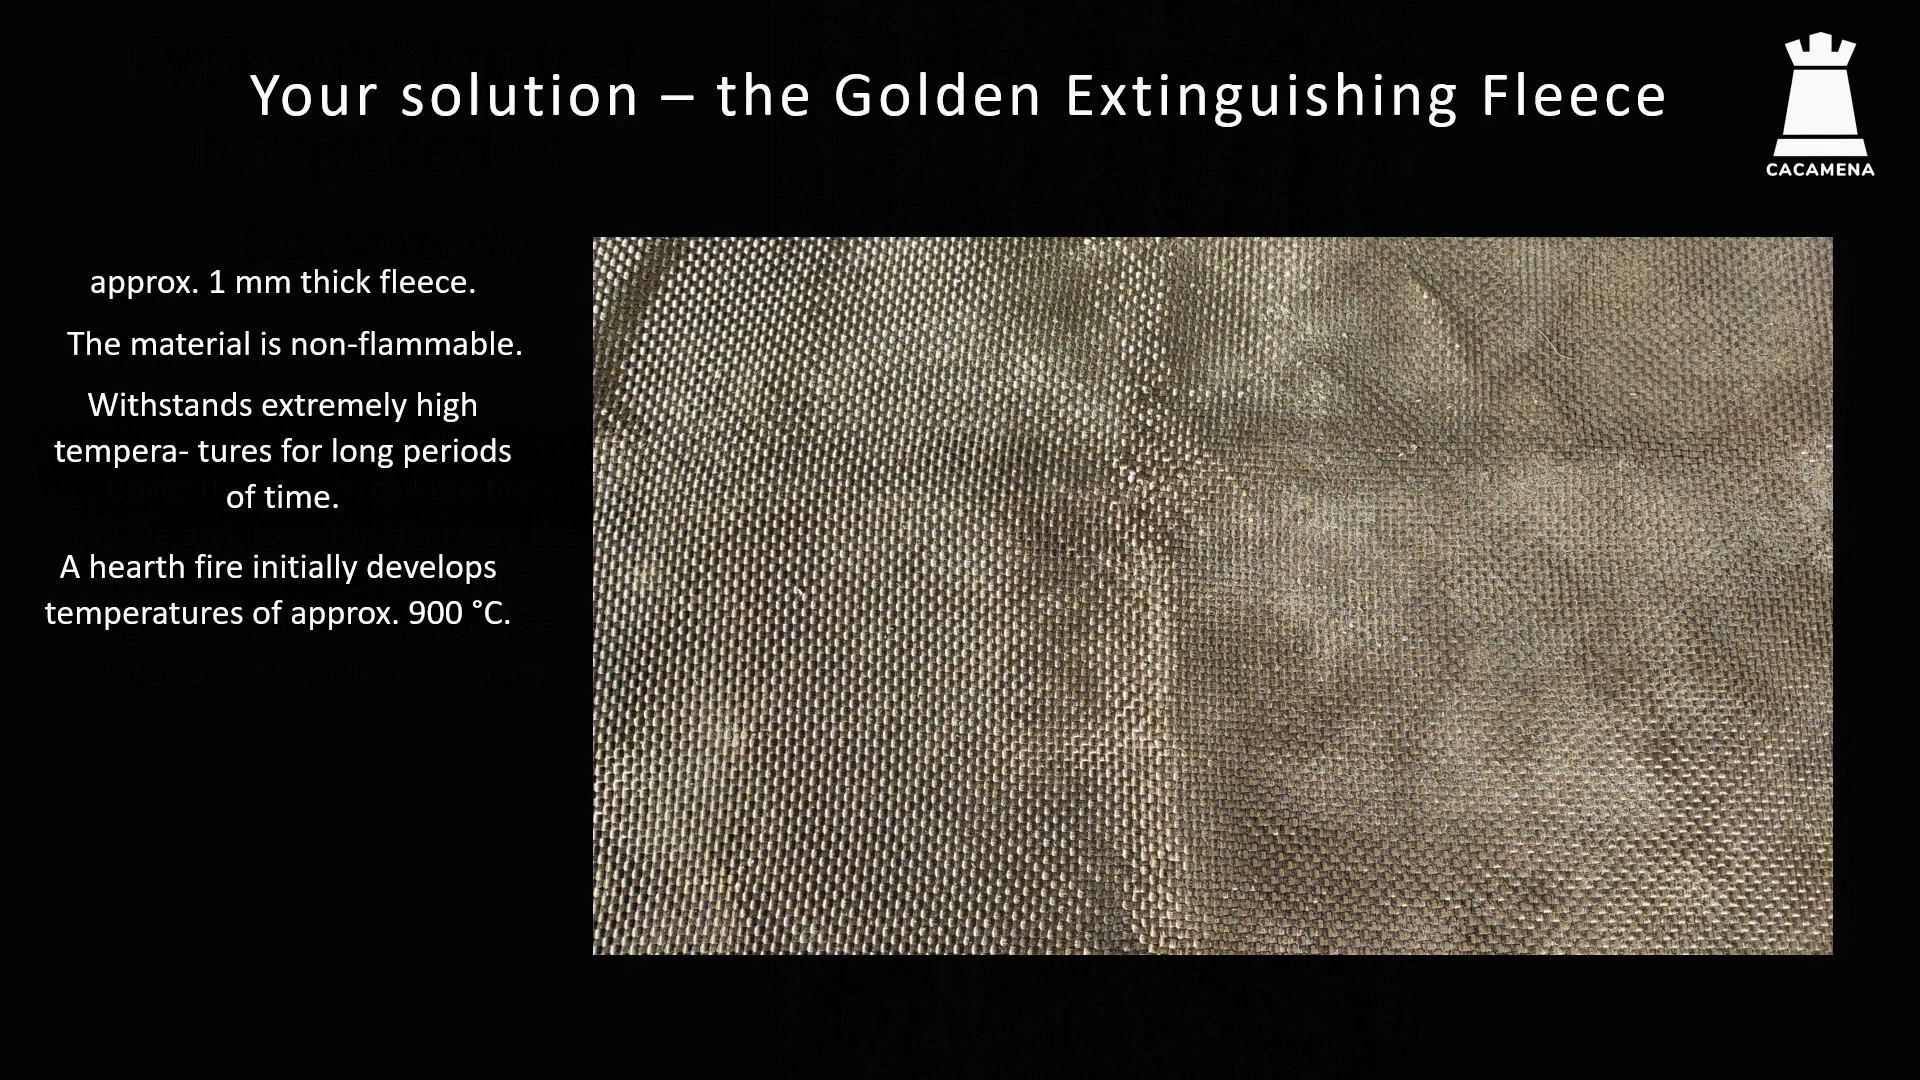 Your solution – the Golden Extinguishing Fleece
CACAMENA
approx. 1 mm thick fleece.
The material is non-flammable.
Withstands extremely high
tempera- tures for long periods
of time.
A hearth fire initially develops
temperatures of approx. 900 °C.